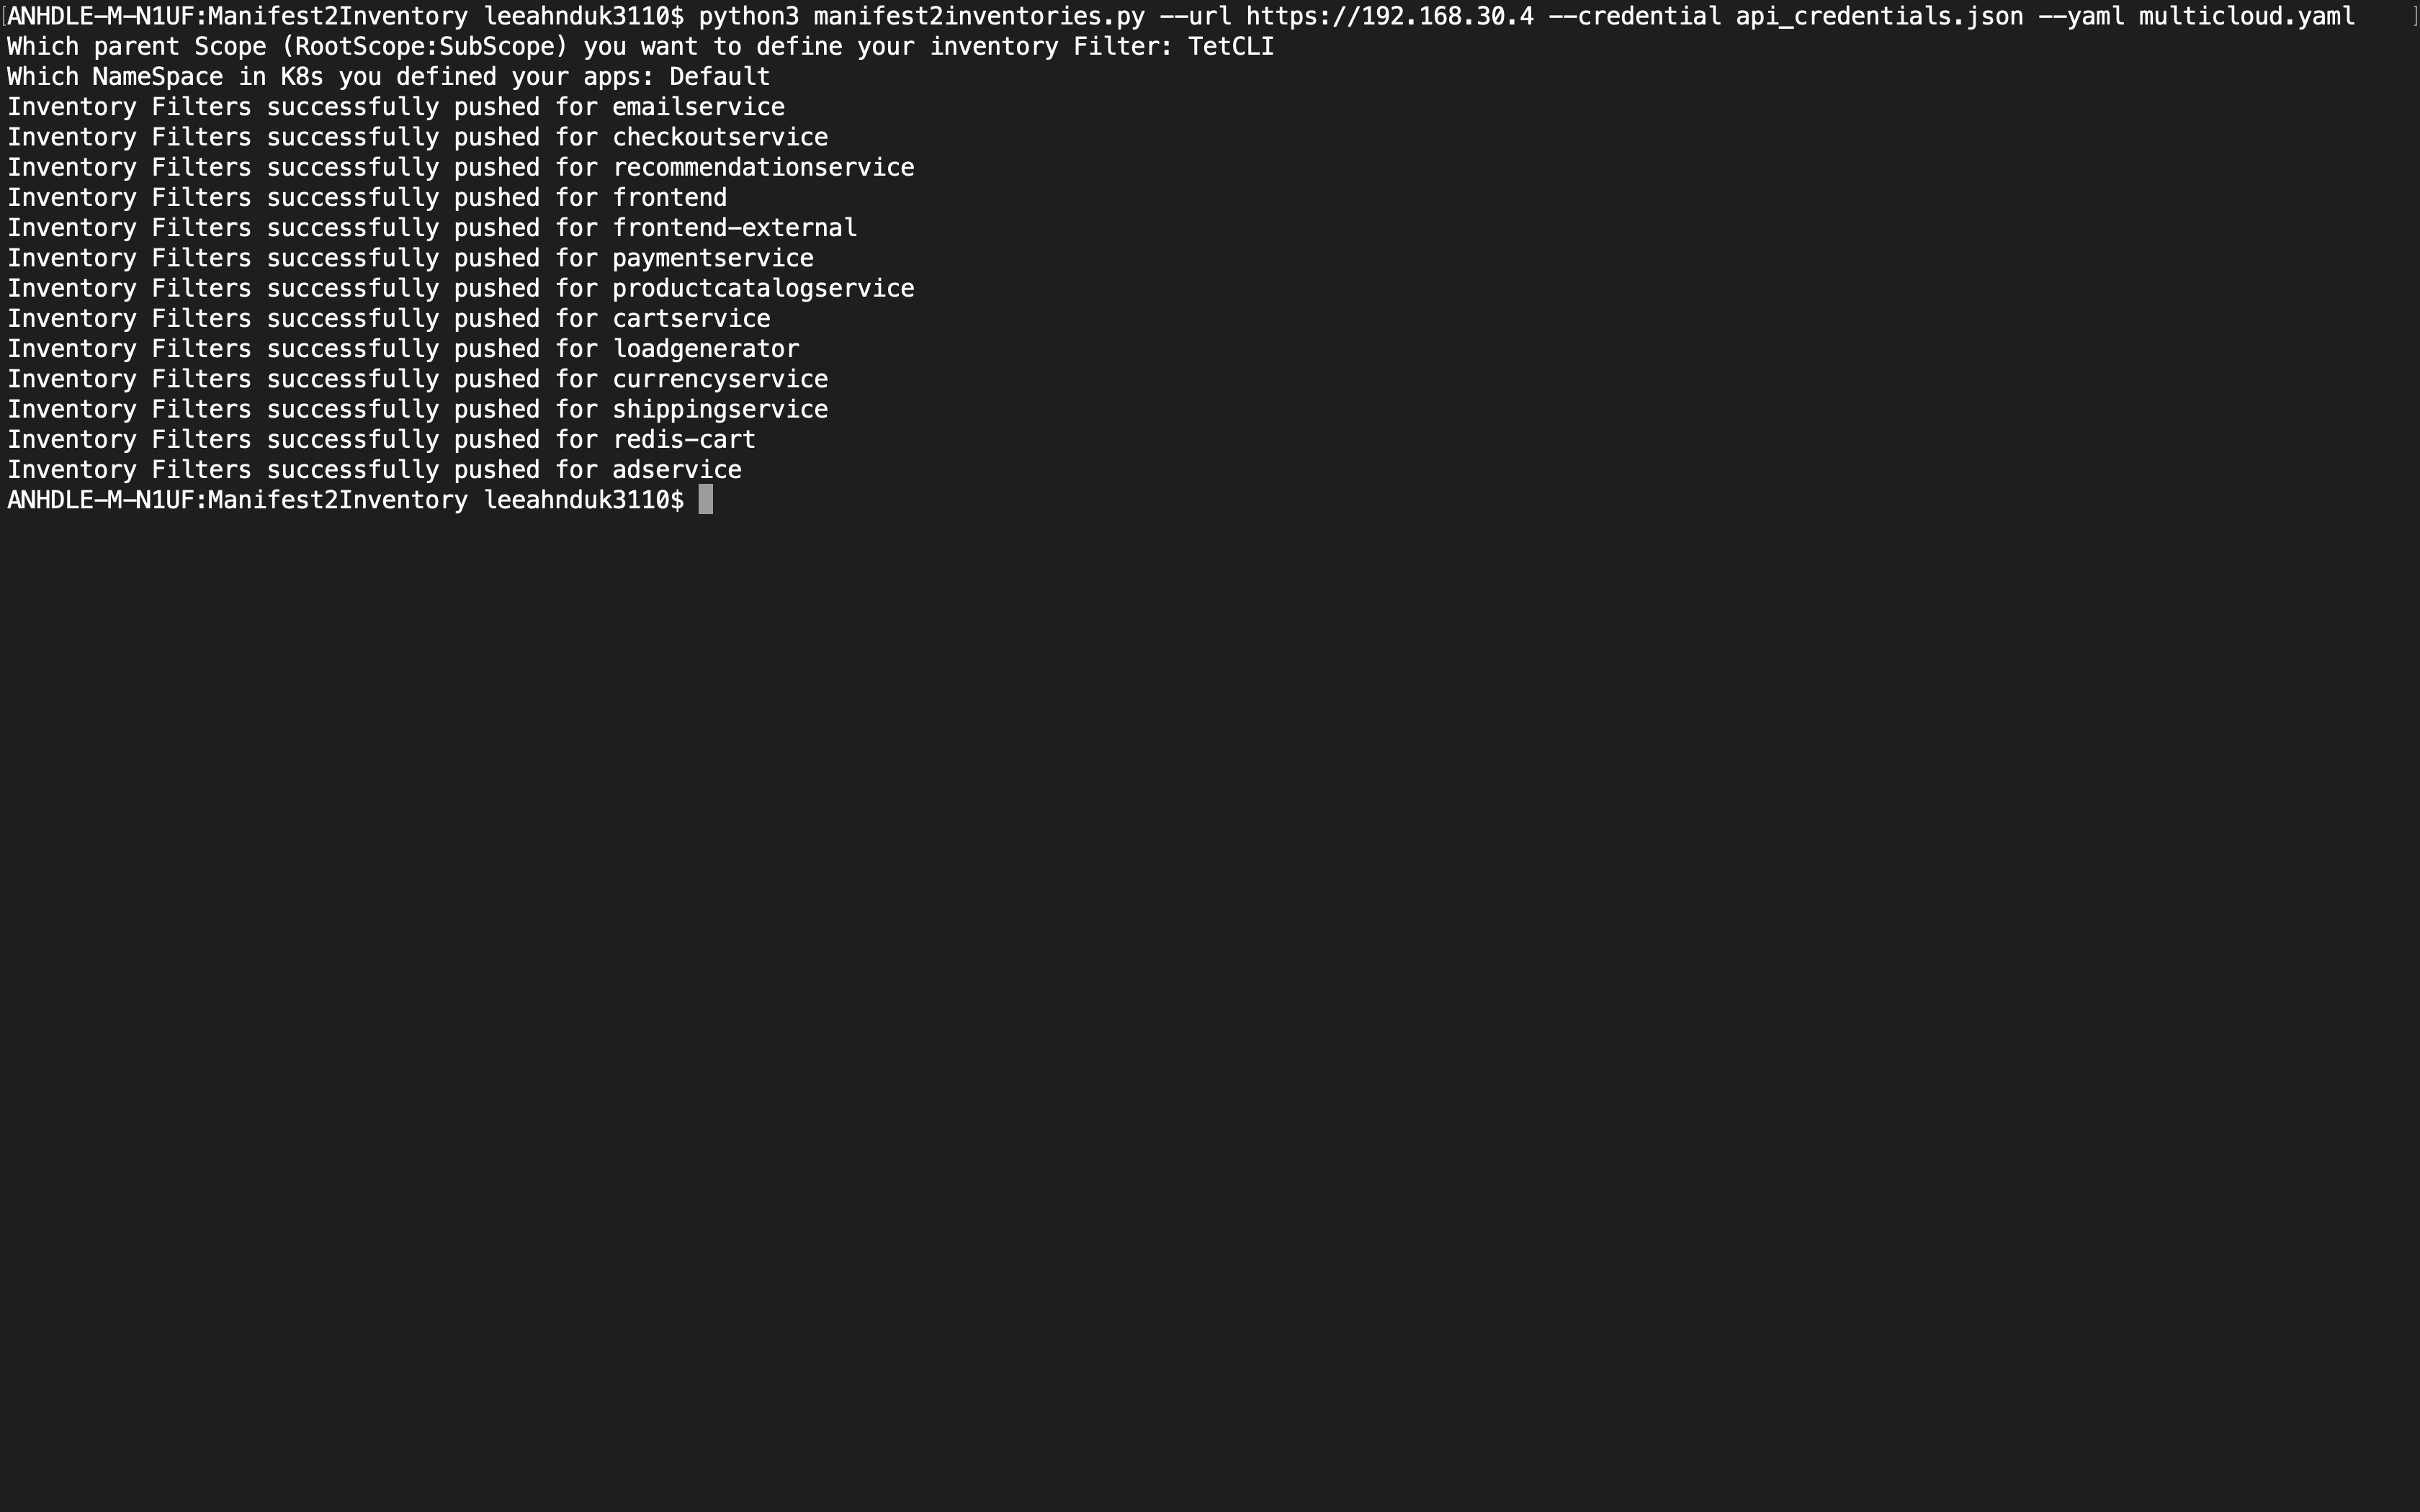 [ANHDLE-M-N1UF:Manifest2Inventory leeahnduk3110$ python3 manifest2inventories.py --url https://192.168.30.4 --credential api_credentials.json --yaml multicloud.yaml ]
Which parent Scope (RootScope:SubScope) you want to define your inventory Filter: TetCLI
Which NameSpace in K8s you defined your apps: Default
Inventory Filters successfully pushed for emailservice
Inventory Filters successfully pushed for checkoutservice
Inventory Filters successfully pushed for recommendationservice
Inventory Filters successfully pushed for frontend
Inventory Filters successfully pushed for frontend-external
Inventory Filters successfully pushed for paymentservice
Inventory Filters successfully pushed for productcatalogservice
Inventory Filters successfully pushed for cartservice
Inventory Filters successfully pushed for loadgenerator
Inventory Filters successfully pushed for currencyservice
Inventory Filters successfully pushed for shippingservice
Inventory Filters successfully pushed for redis-cart
Inventory Filters successfully pushed for adservice
ANHDLE-M-N1UF:Manifest2Inventory leeahnduk3110$